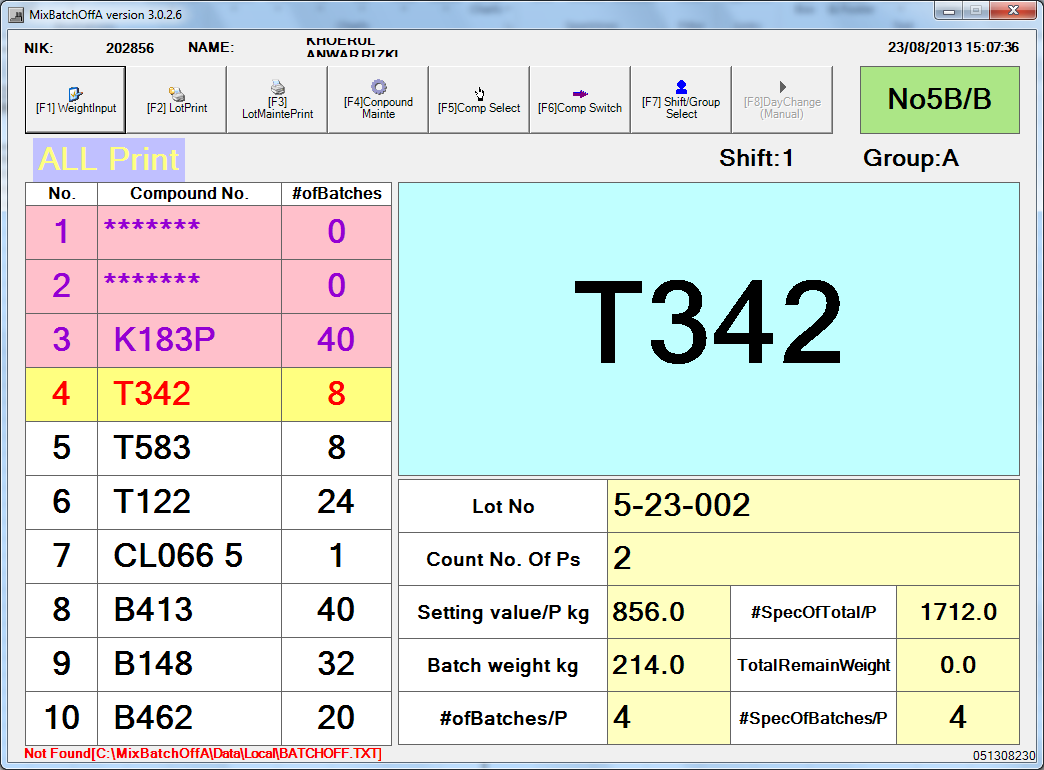 MixBatchOffA version 3.0.2.6
NIK: 202856 NAME: KHOERUL
ANWAR RIZKI
23/08/2013 15:07:36
[F1] WeightInput
[F2] LotPrint
[F3]
LotMaintePrint
[F4]Conpound
Mainte
[F5]Comp Select
[F6]Comp Switch
[F7] Shift/Group
Select
[F8]DayChange
(Manual)
No5B/B
ALL Print
Shift:1 Group:A
No. Compound No. #ofBatches
1 ******* 0
2 ******* 0
3 K183P 40
4 T342 8
5 T583 8
6 T122 24
7 CL066 5 1
8 B413 40
9 B148 32
10 B462 20
T342
Lot No 5-23-002
Count No. Of Ps 2
Setting value/P kg 856.0 #SpecOfTotal/P 1712.0
Batch weight kg 214.0 TotalRemainWeight 0.0
#ofBatches/P 4 #SpecOfBatches/P 4
Not Found[C:\MixBatchOffA\Data\Local\BATCHOFF.TXT]
051308230